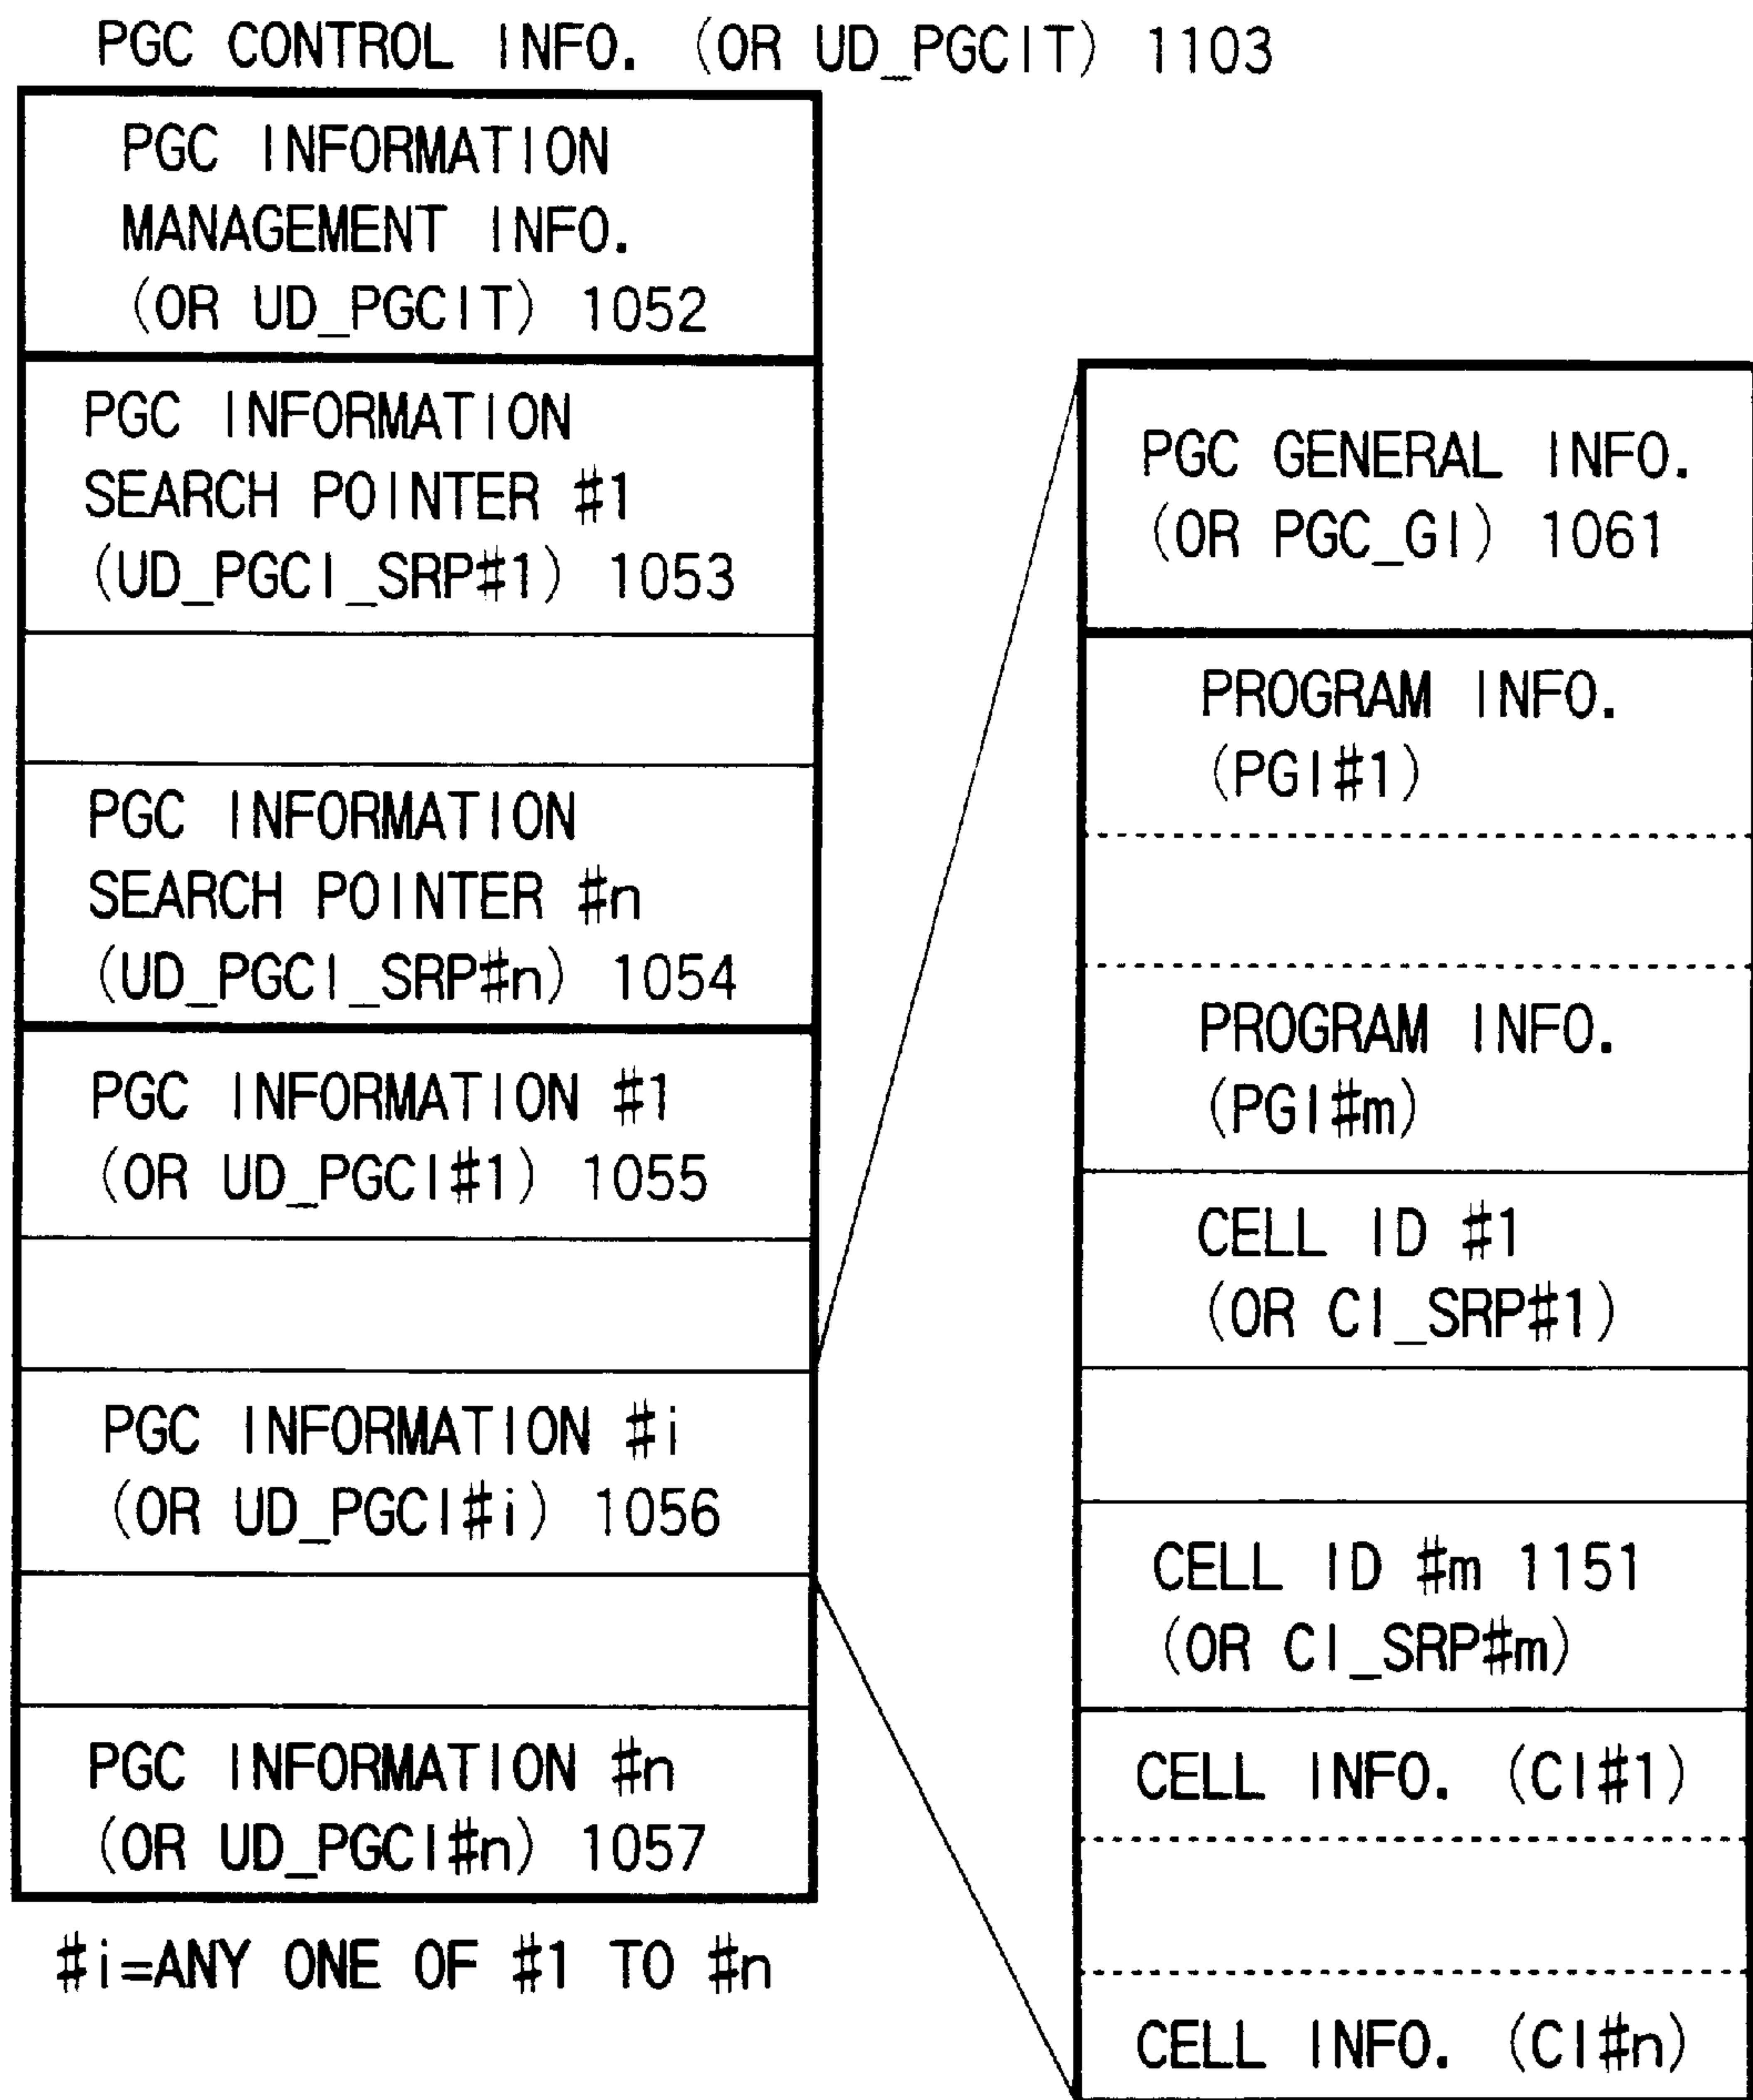 PGC CONTROL INFO. (OR UD_PGCIT) 1103
PGC INFORMATION
MANAGEMENT INFO.
(OR UD_PGCIT) 1052
PGC INFORMATION
SEARCH POINTER #1
(UD_PGCI_SRP#1) 1053
PGC INFORMATION
SEARCH POINTER #n
(UD_PGCI_SRP#n) 1054
PGC INFORMATION #1
(OR UD_PGCI#1) 1055
PGC INFORMATION #i
(OR UD_PGCI#i) 1056
PGC INFORMATION #n
(OR UD_PGCI#n) 1057
#i=ANY ONE OF #1 TO #n
PGC GENERAL INFO.
(OR PGC_GI) 1061
PROGRAM INFO.
(PGI#1)
PROGRAM INFO.
(PGI#m)
CELL ID #1
(OR CI_SRP#1)
CELL ID #m 1151
(OR CI_SRP#m)
CELL INFO. (CI#1)
CELL INFO. (CI#n)